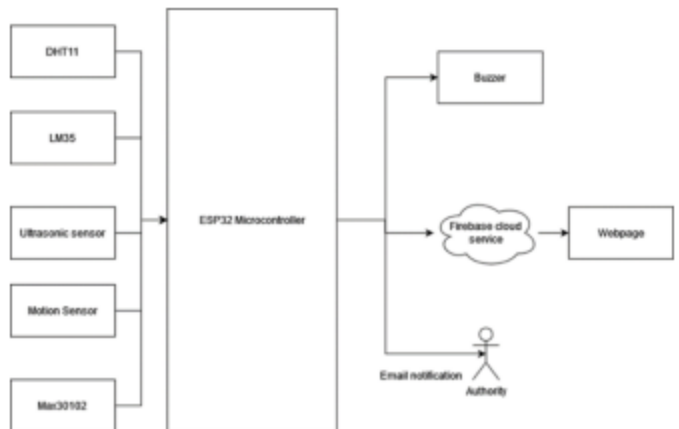 DHT11
LM35
Ultrasonic sensor
Motion Sensor
Max30102
ESP32 Microcontroller
Buzzer
Firebase cloud
service
Webpage
Email notification
Authority